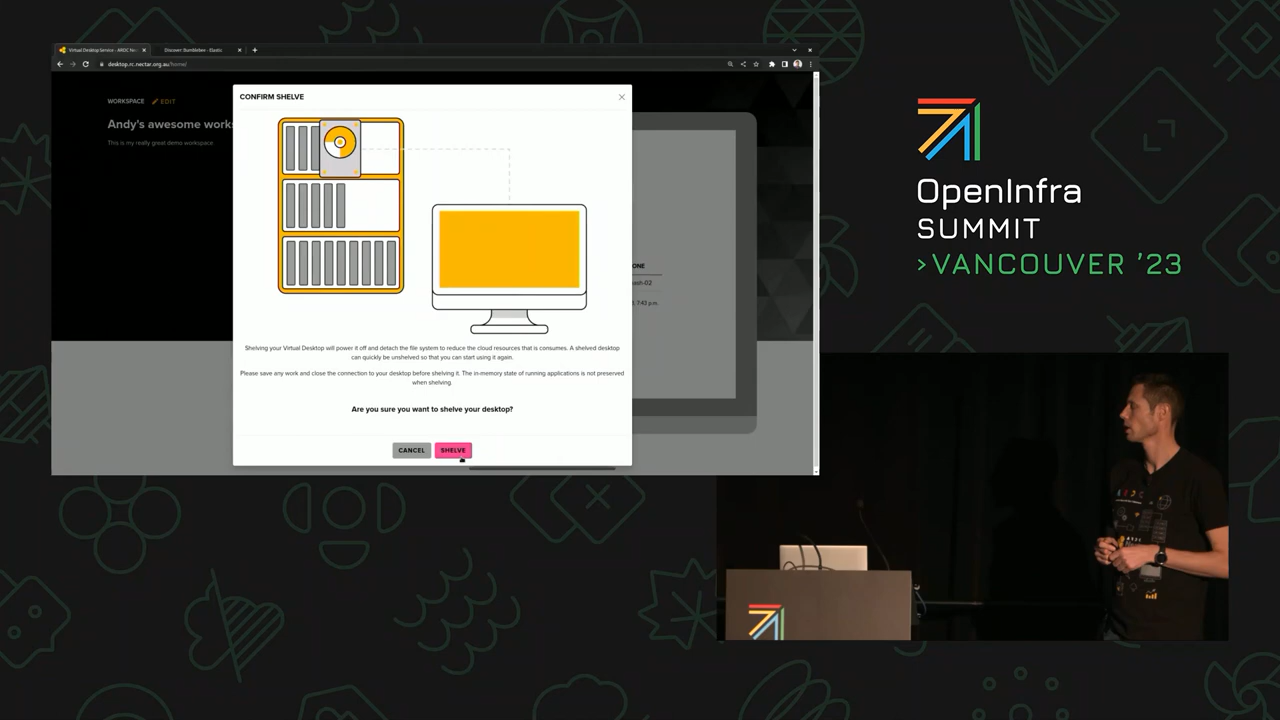 Virtual Desktop Service - ARDC Nec
Discover: Bumblebee - Elastic
desktop.rc.nectar.org.au/home/
WORKSPACE EDIT
Andy's awesome works
This is my really great demo workspace
CONFIRM SHELVE
Shelving your Virtual Desktop will power it off and detach the file system to reduce the cloud resources that is consumes. A shelved desktop
can quickly be unshelved so that you can start using it again.
Please save any work and close the connection to your desktop before shelving it. The in-memory state of running applications is not preserved
when shelving.
Are you sure you want to shelve your desktop?
CANCEL SHELVE
ONE
ash-02
7:43 p.m.
OpenInfra
SUMMIT
>VANCOUVER '23
ARDC